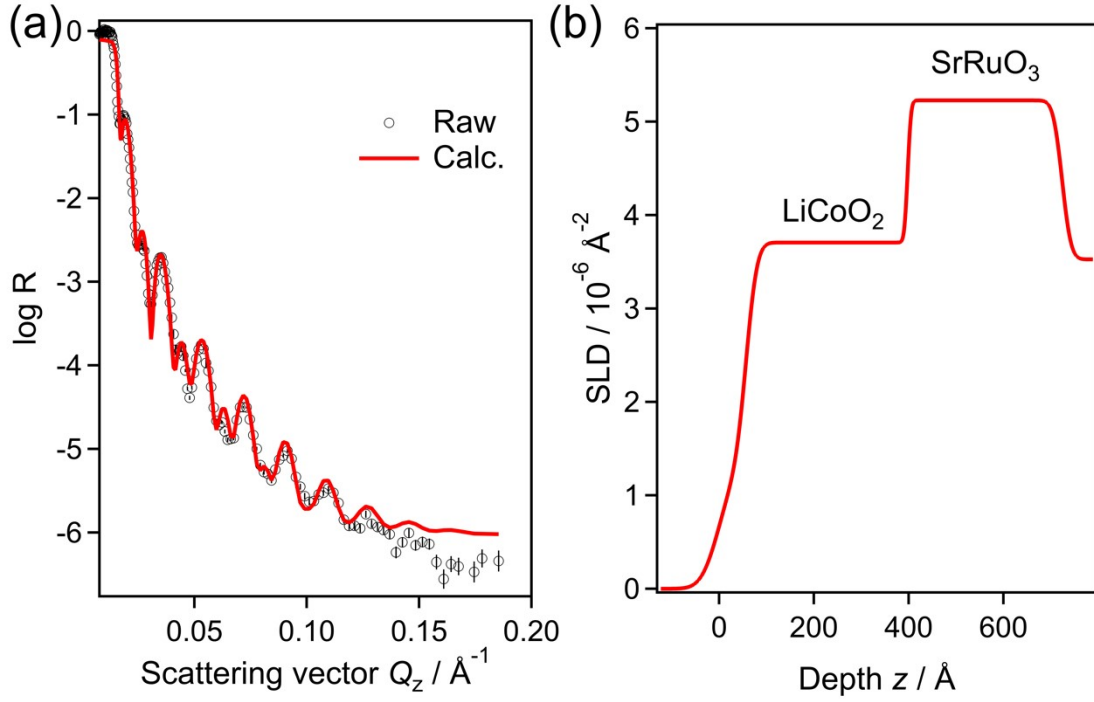 (a)
0
-1
-2
-3
-4
-5
-6
log R
Raw
Calc.
0.05 0.10 0.15 0.20
Scattering vector Qz / Å⁻¹
(b)
6
5
4
3
2
1
0
SLD / 10⁻⁶ Å⁻²
SrRuO₃
LiCoO₂
0 200 400 600
Depth z / Å